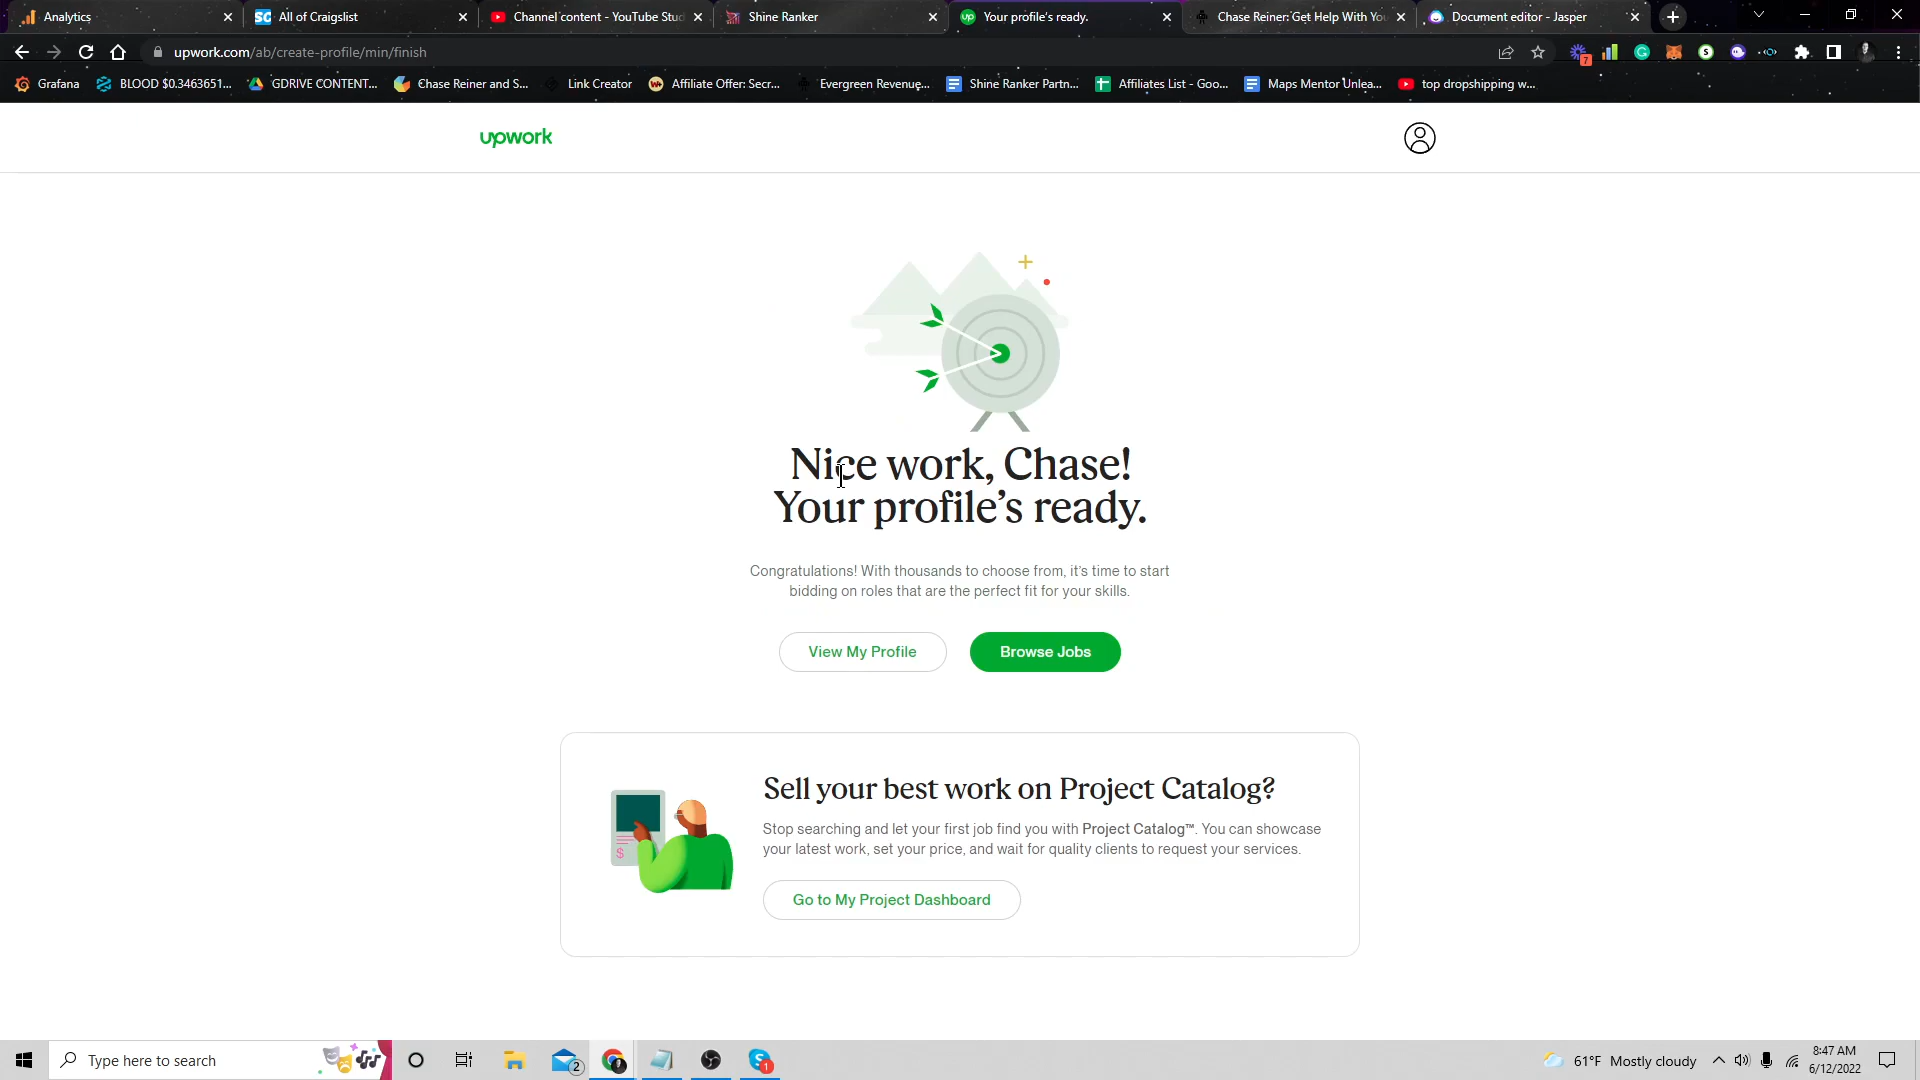 Analytics
All of Craigslist
Channel content - YouTube Stud
Shine Ranker
Your profile's ready.
Chase Reiner: Get Help With You
Document editor - Jasper
upwork.com/ab/create-profile/min/finish
7
Grafana
BLOOD $0.3463651...
GDRIVE CONTENT...
Chase Reiner and S...
Link Creator
Affiliate Offer: Secr...
Evergreen Revenue...
Shine Ranker Partn...
Affiliates List - Goo...
Maps Mentor Unlea...
top dropshipping w...
upwork
Nice work, Chase!
Your profile's ready.
Congratulations! With thousands to choose from, it's time to start
bidding on roles that are the perfect fit for your skills.
View My Profile
Browse Jobs
Sell your best work on Project Catalog?
Stop searching and let your first job find you with Project Catalog™. You can showcase
your latest work, set your price, and wait for quality clients to request your services.
Go to My Project Dashboard
Type here to search
2
1
61°F Mostly cloudy
8:47 AM
6/12/2022